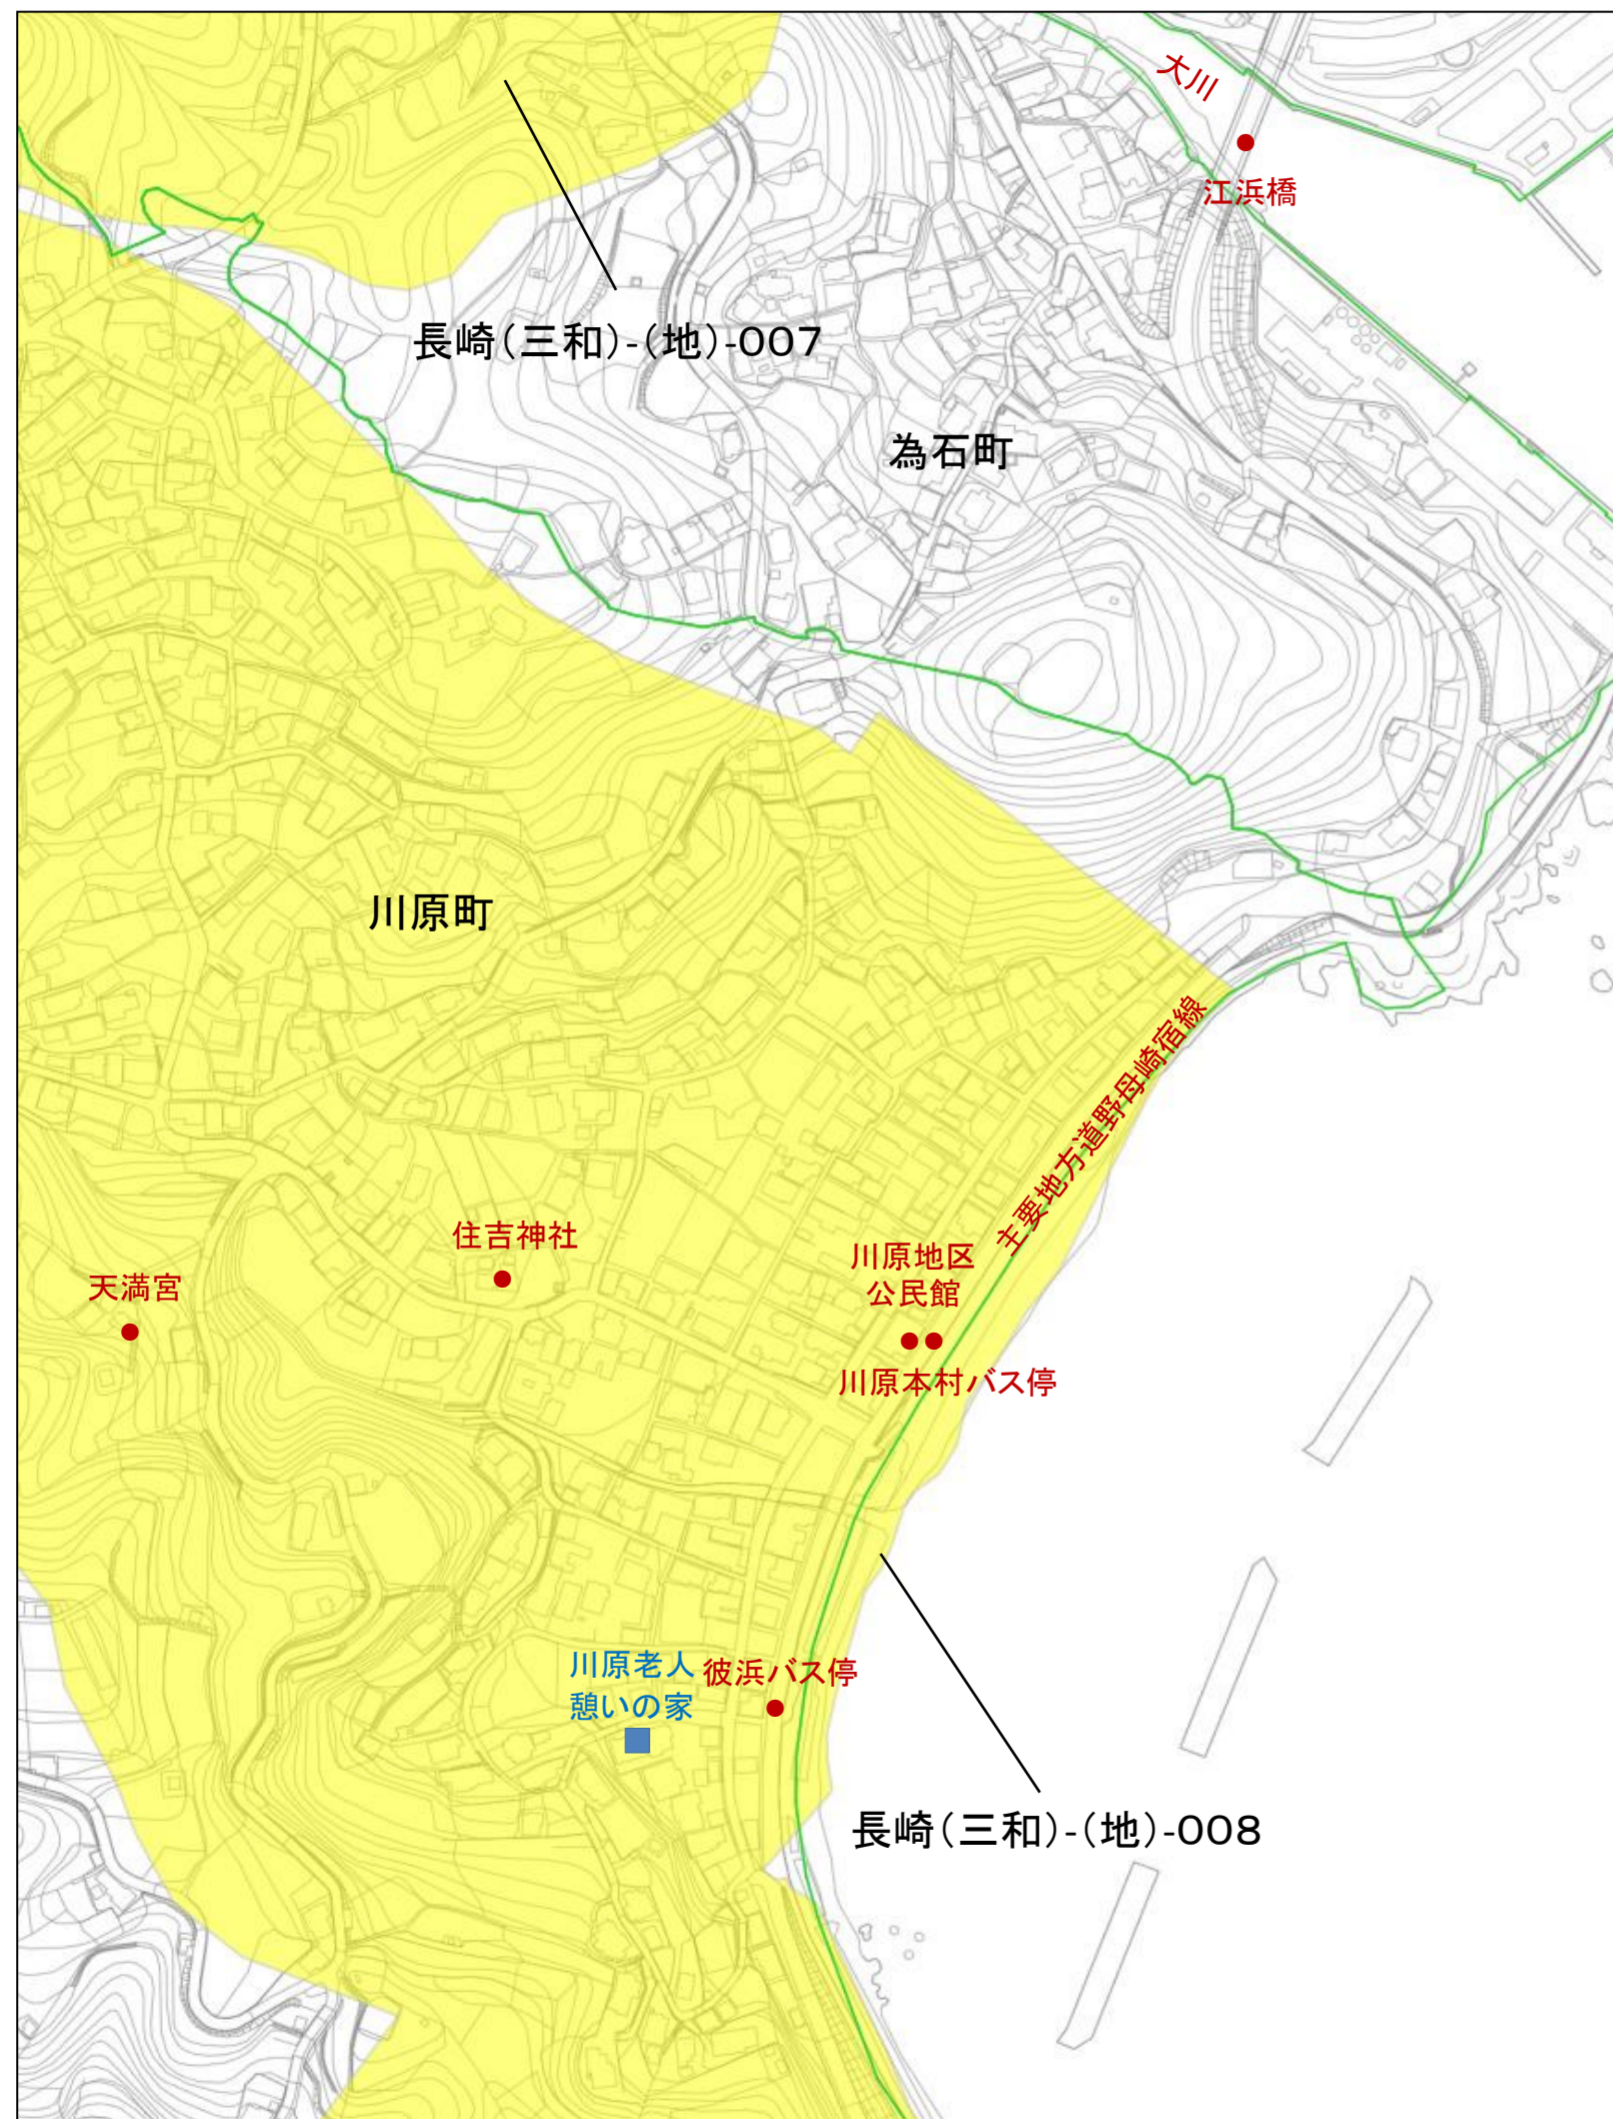 大川
江浜橋
長崎(三和)-(地)-007
為石町
川原町
主要地方道野母崎宿線
住吉神社
川原地区
公民館
天満宮
川原本村バス停
川原老人
憩いの家
彼浜バス停
長崎(三和)-(地)-008